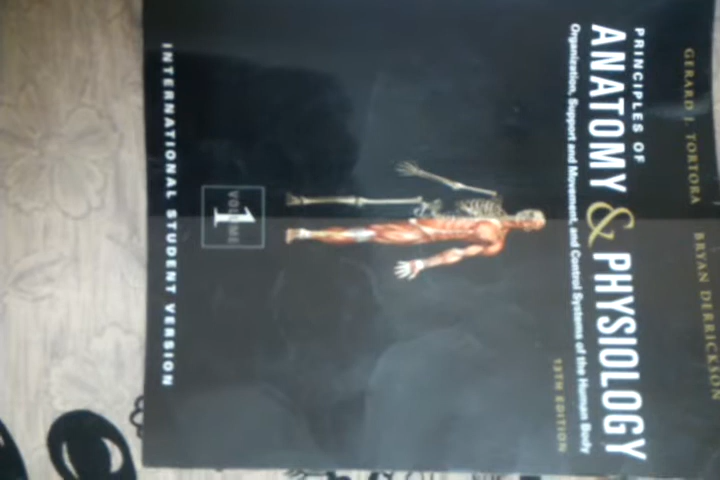 GERARD J. TORTORA BRYAN DERRICKSON
PRINCIPLES OF
ANATOMY & PHYSIOLOGY
Organization, Support and Movement, and Control Systems of the Human Body
13TH EDITION
VOLUME
1
INTERNATIONAL STUDENT VERSION